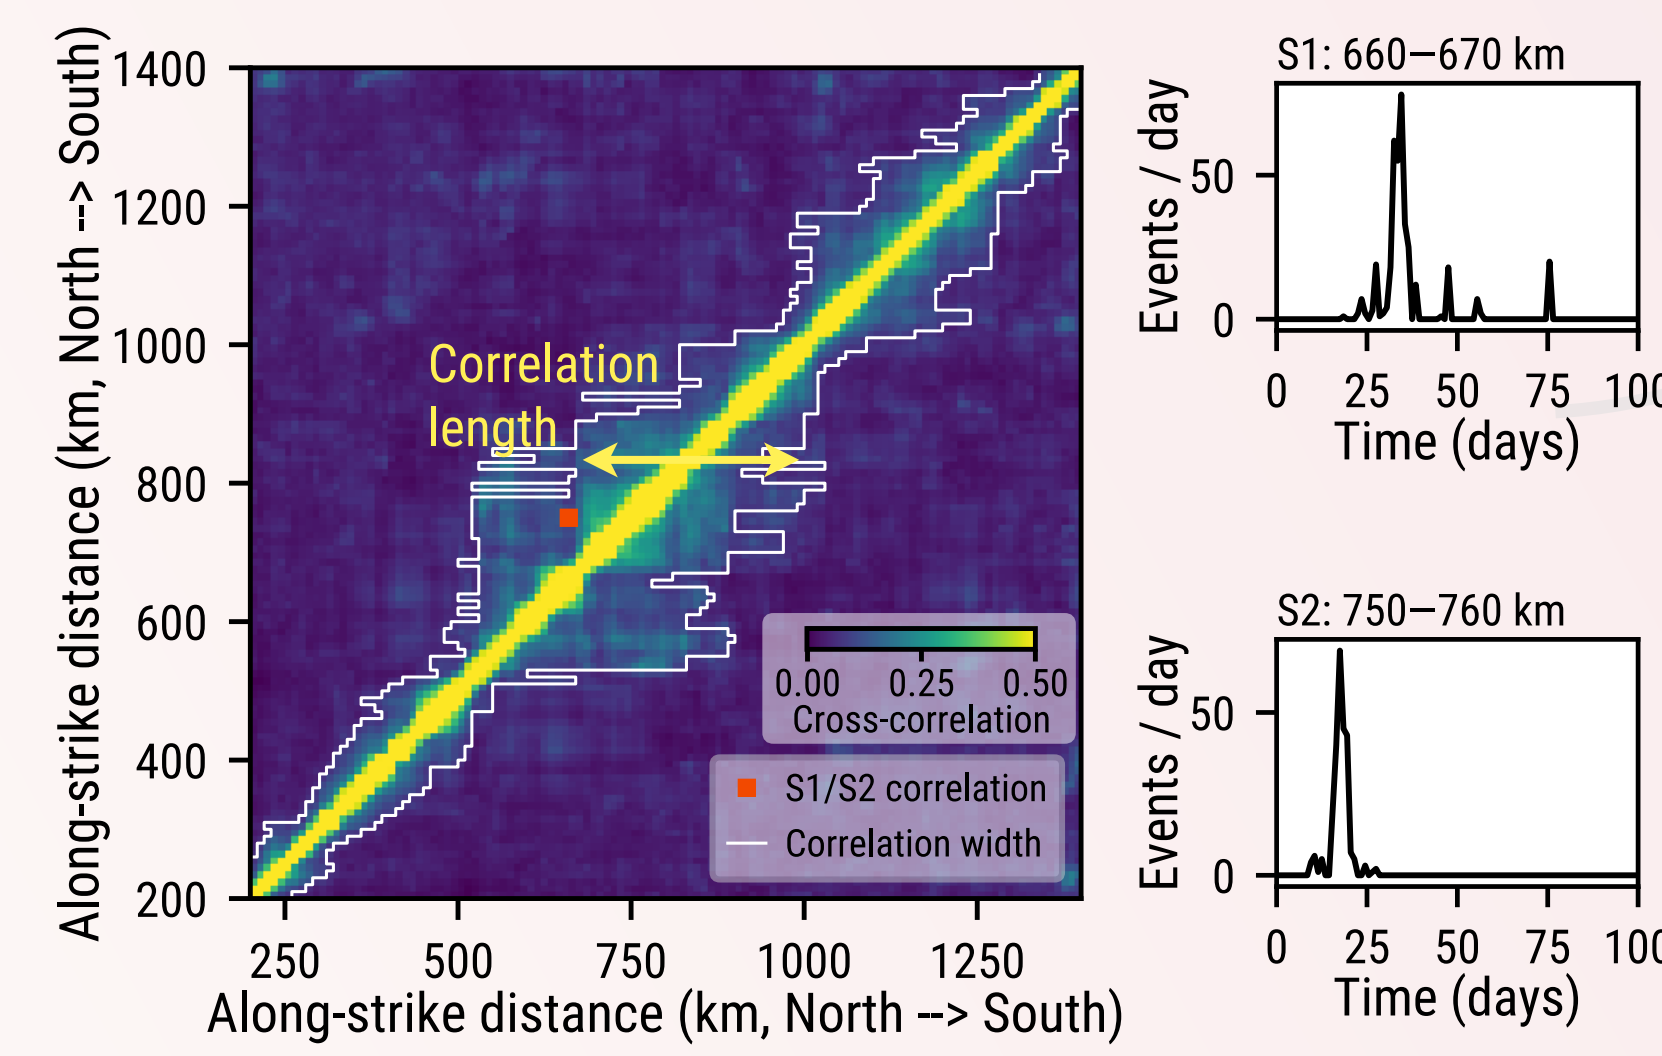 Along-strike distance (km, North --> South)
1400
1200
1000
800
600
400
200
Correlation
length
0.00 0.25 0.50
Cross-correlation
S1/S2 correlation
Correlation width
250 500 750 1000 1250
Along-strike distance (km, North --> South)
S1: 660–670 km
Events / day
50
0
0 25 50 75 100
Time (days)
S2: 750–760 km
Events / day
50
0
0 25 50 75 100
Time (days)